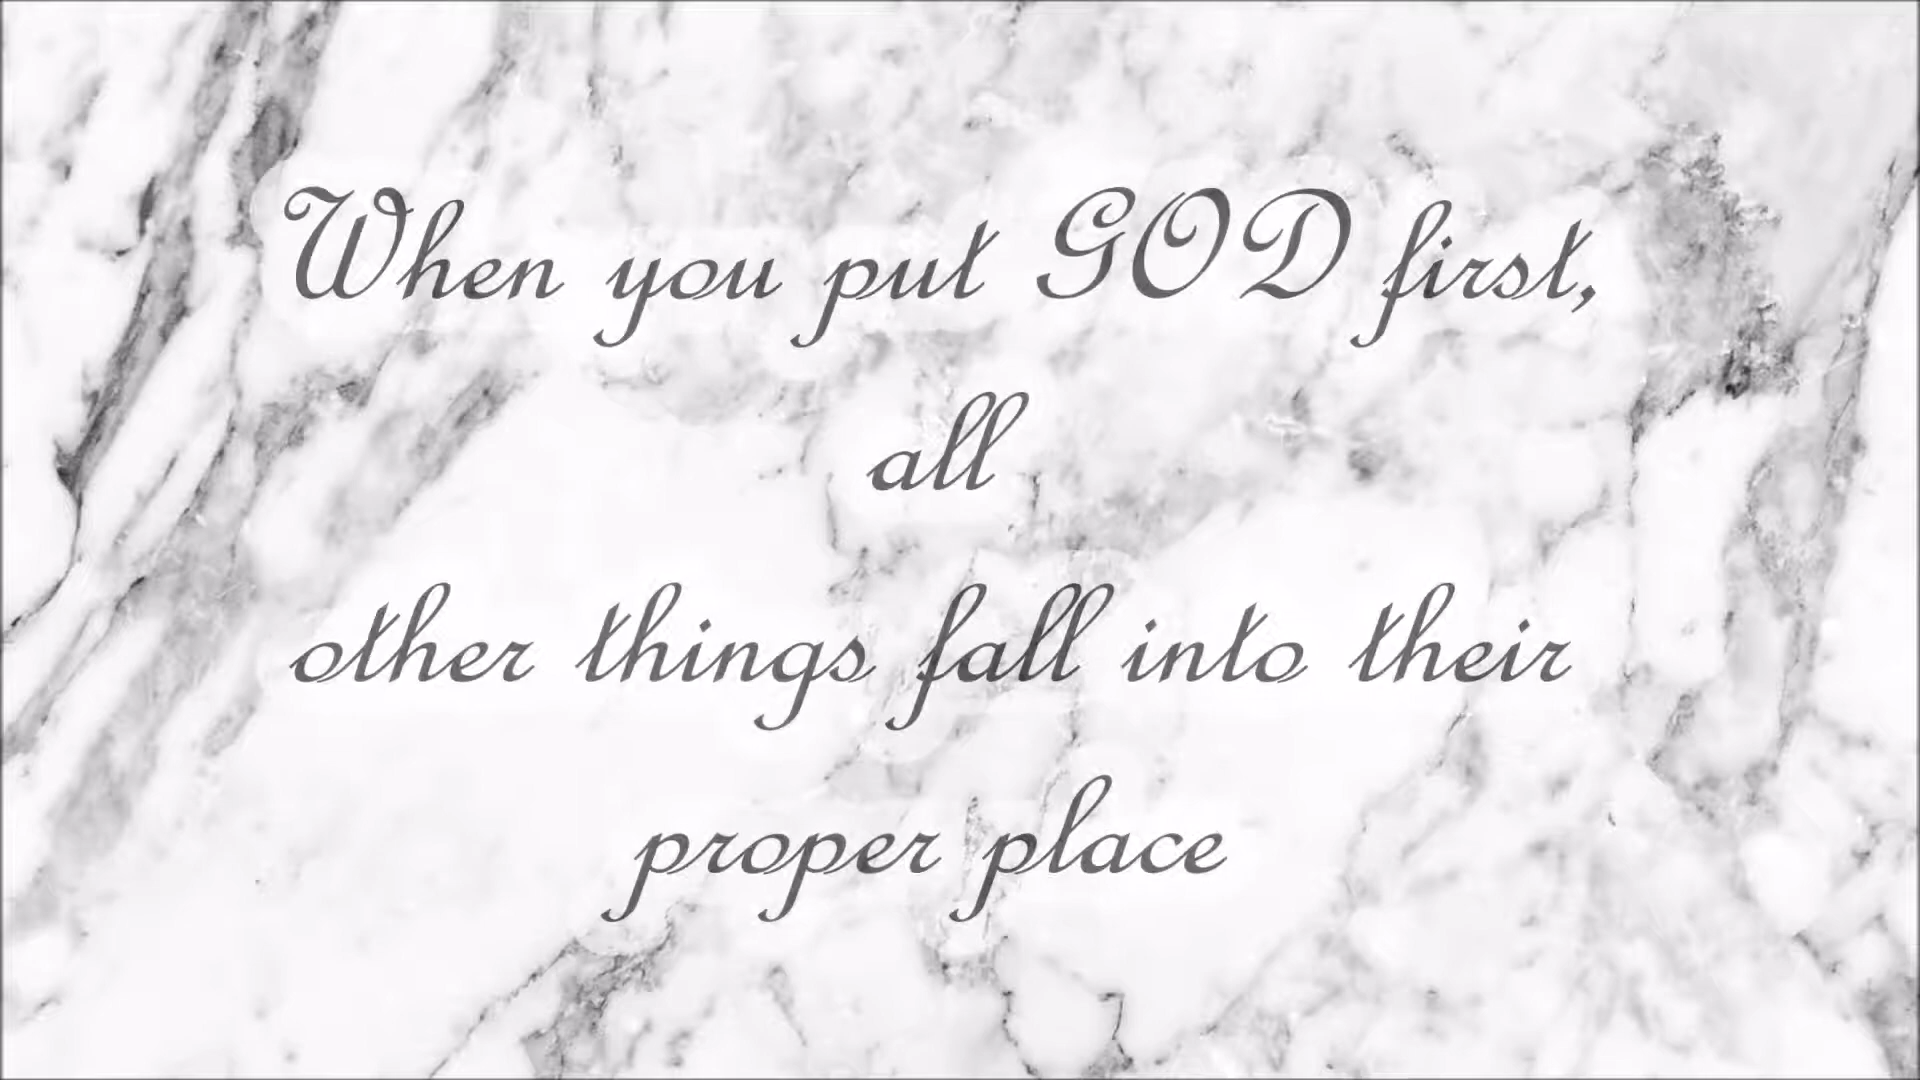 When you put GOD first,
all
other things fall into their
proper place